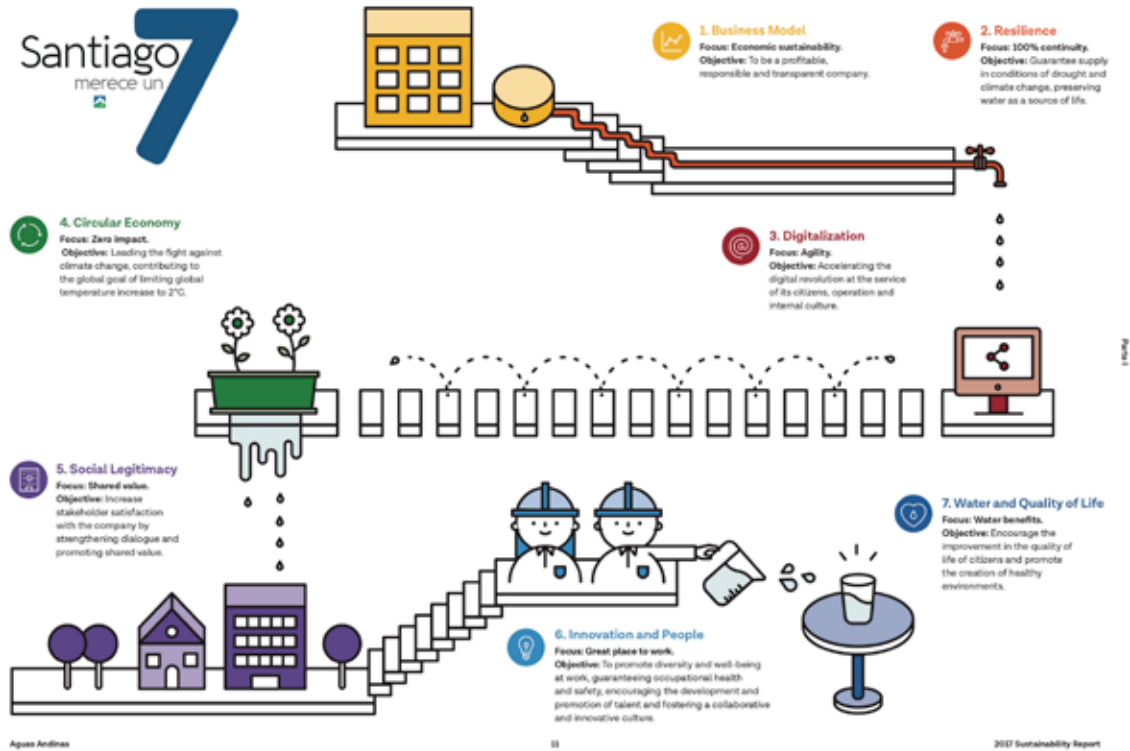 Santiago 7
merece un
1. Business Model
Focus: Economic sustainability.
Objective: To be a profitable,
responsible and transparent company.
2. Resilience
Focus: 100% continuity.
Objective: Guarantee supply
in conditions of drought and
climate change, preserving
water as a source of life.
4. Circular Economy
Focus: Zero impact.
Objective: Leading the fight against
climate change, contributing to
the global goal of limiting global
temperature increase to 2°C.
3. Digitalization
Focus: Agility.
Objective: Accelerating the
digital revolution at the service
of its citizens, operation and
internal culture.
Parte I
5. Social Legitimacy
Focus: Shared value.
Objective: Increase
stakeholder satisfaction
with the company by
strengthening dialogue and
promoting shared value.
7. Water and Quality of Life
Focus: Water benefits.
Objective: Encourage the
improvement in the quality of
life of citizens and promote
the creation of healthy
environments.
6. Innovation and People
Focus: Great place to work.
Objective: To promote diversity and well-being
at work, guaranteeing occupational health
and safety, encouraging the development and
promotion of talent and fostering a collaborative
and innovative culture.
Aguas Andinas
11
2017 Sustainability Report